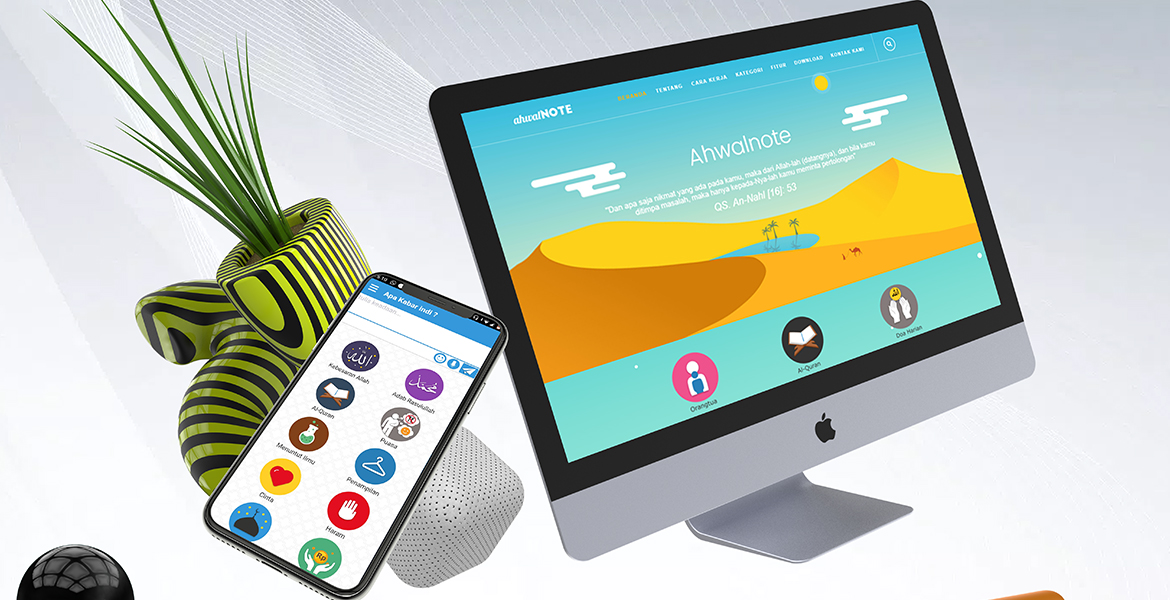 ahwalNOTE
BERANDA TENTANG CARA KERJA KATEGORI FITUR DOWNLOAD KONTAK KAMI
Ahwalnote
"Dan apa saja nikmat yang ada pada kamu, maka dari Allah-lah (datangnya), dan bila kamu
ditimpa masalah, maka hanya kepada-Nya-lah kamu meminta pertolongan"
QS. An-Nahl [16]: 53
Orangtua
Al-Quran
Doa Harian
Apa Kabar Indi ?
الله
Kebesaran Allah
محمد
Adab Rasulullah
Al-Quran
Puasa
Menuntut Ilmu
Penampilan
Cinta
Haram
RP